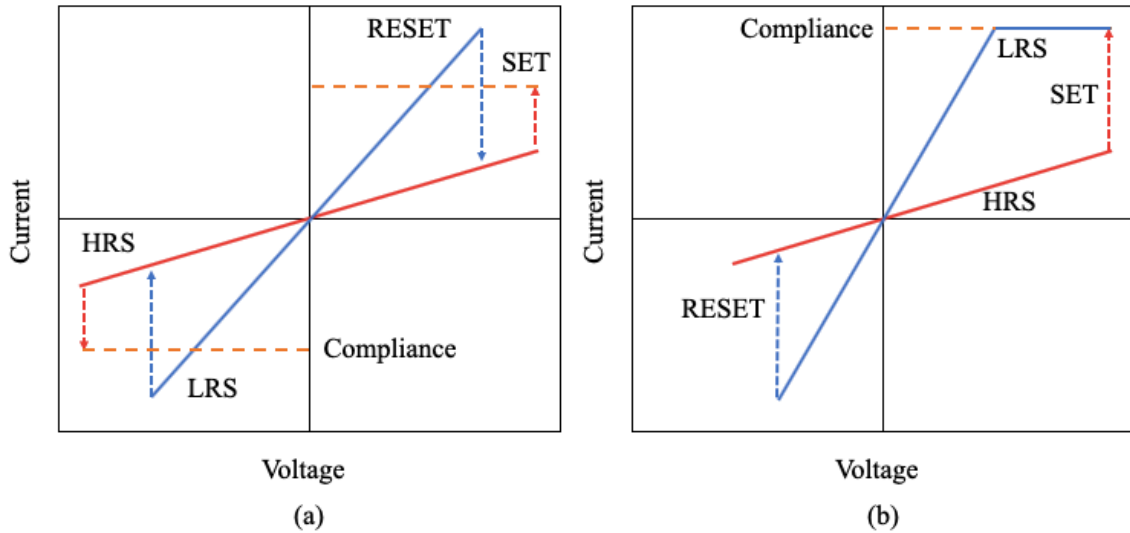 RESET
SET
HRS
Compliance
LRS
Current
Voltage
(a)
Compliance
LRS
SET
HRS
RESET
Current
Voltage
(b)